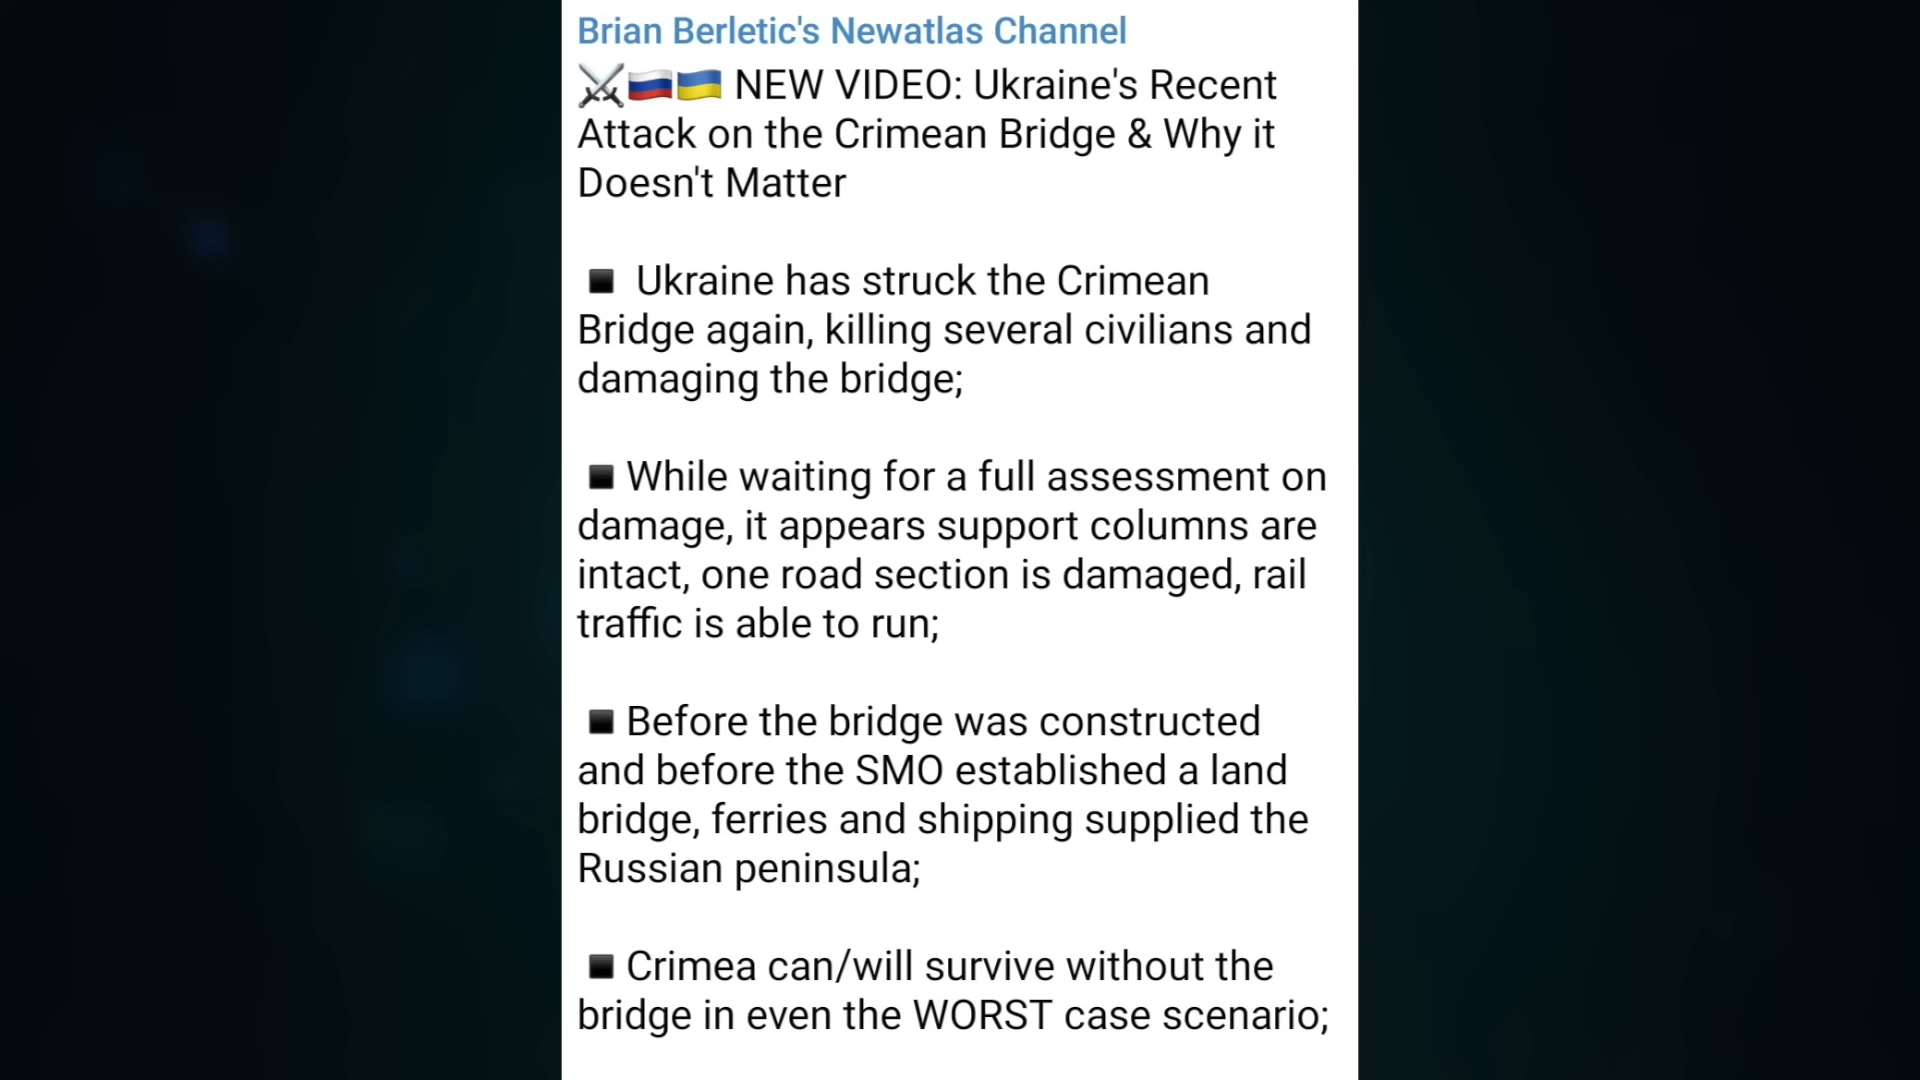 Brian Berletic's Newatlas Channel
⚔️🇷🇺🇺🇦 NEW VIDEO: Ukraine's Recent
Attack on the Crimean Bridge & Why it
Doesn't Matter
◾ Ukraine has struck the Crimean
Bridge again, killing several civilians and
damaging the bridge;
◾While waiting for a full assessment on
damage, it appears support columns are
intact, one road section is damaged, rail
traffic is able to run;
◾Before the bridge was constructed
and before the SMO established a land
bridge, ferries and shipping supplied the
Russian peninsula;
◾Crimea can/will survive without the
bridge in even the WORST case scenario;